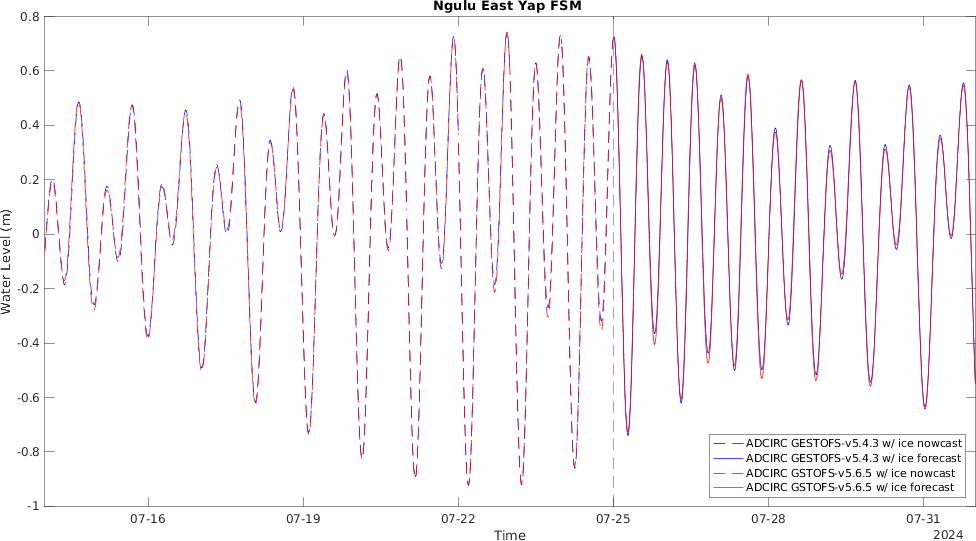 Ngulu East Yap FSM
0.8
0.6
0.4
0.2
0
-0.2
-0.4
-0.6
-0.8
-1
Water Level (m)
ADCIRC GESTOFS-v5.4.3 w/ ice nowcast
ADCIRC GESTOFS-v5.4.3 w/ ice forecast
ADCIRC GSTOFS-v5.6.5 w/ ice nowcast
ADCIRC GSTOFS-v5.6.5 w/ ice forecast
07-16 07-19 07-22 07-25 07-28 07-31
Time 2024